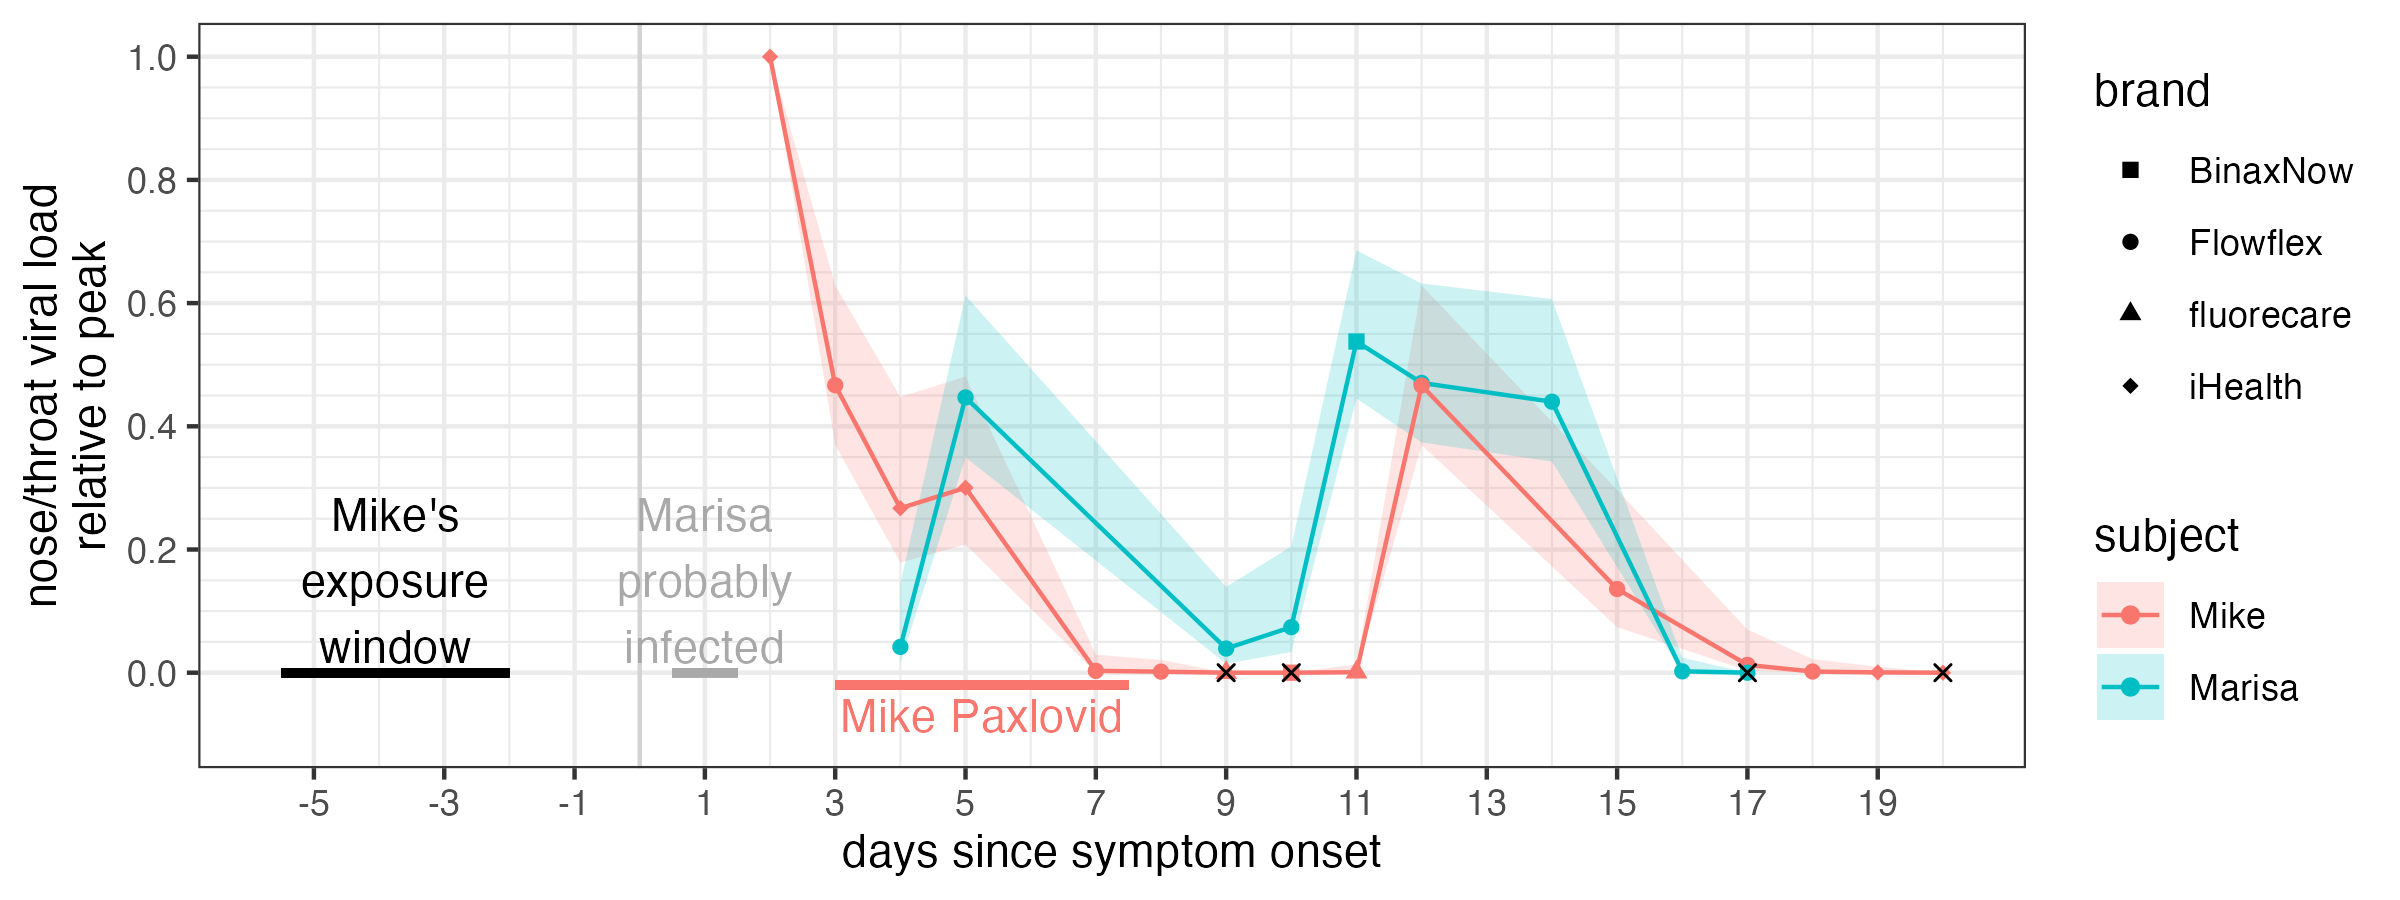 nose/throat viral load
relative to peak
1.0
0.8
0.6
0.4
0.2
0.0
Mike's
exposure
window
Marisa
probably
infected
Mike Paxlovid
-5 -3 -1 1 3 5 7 9 11 13 15 17 19
days since symptom onset
brand
BinaxNow
Flowflex
fluorecare
iHealth
subject
Mike
Marisa